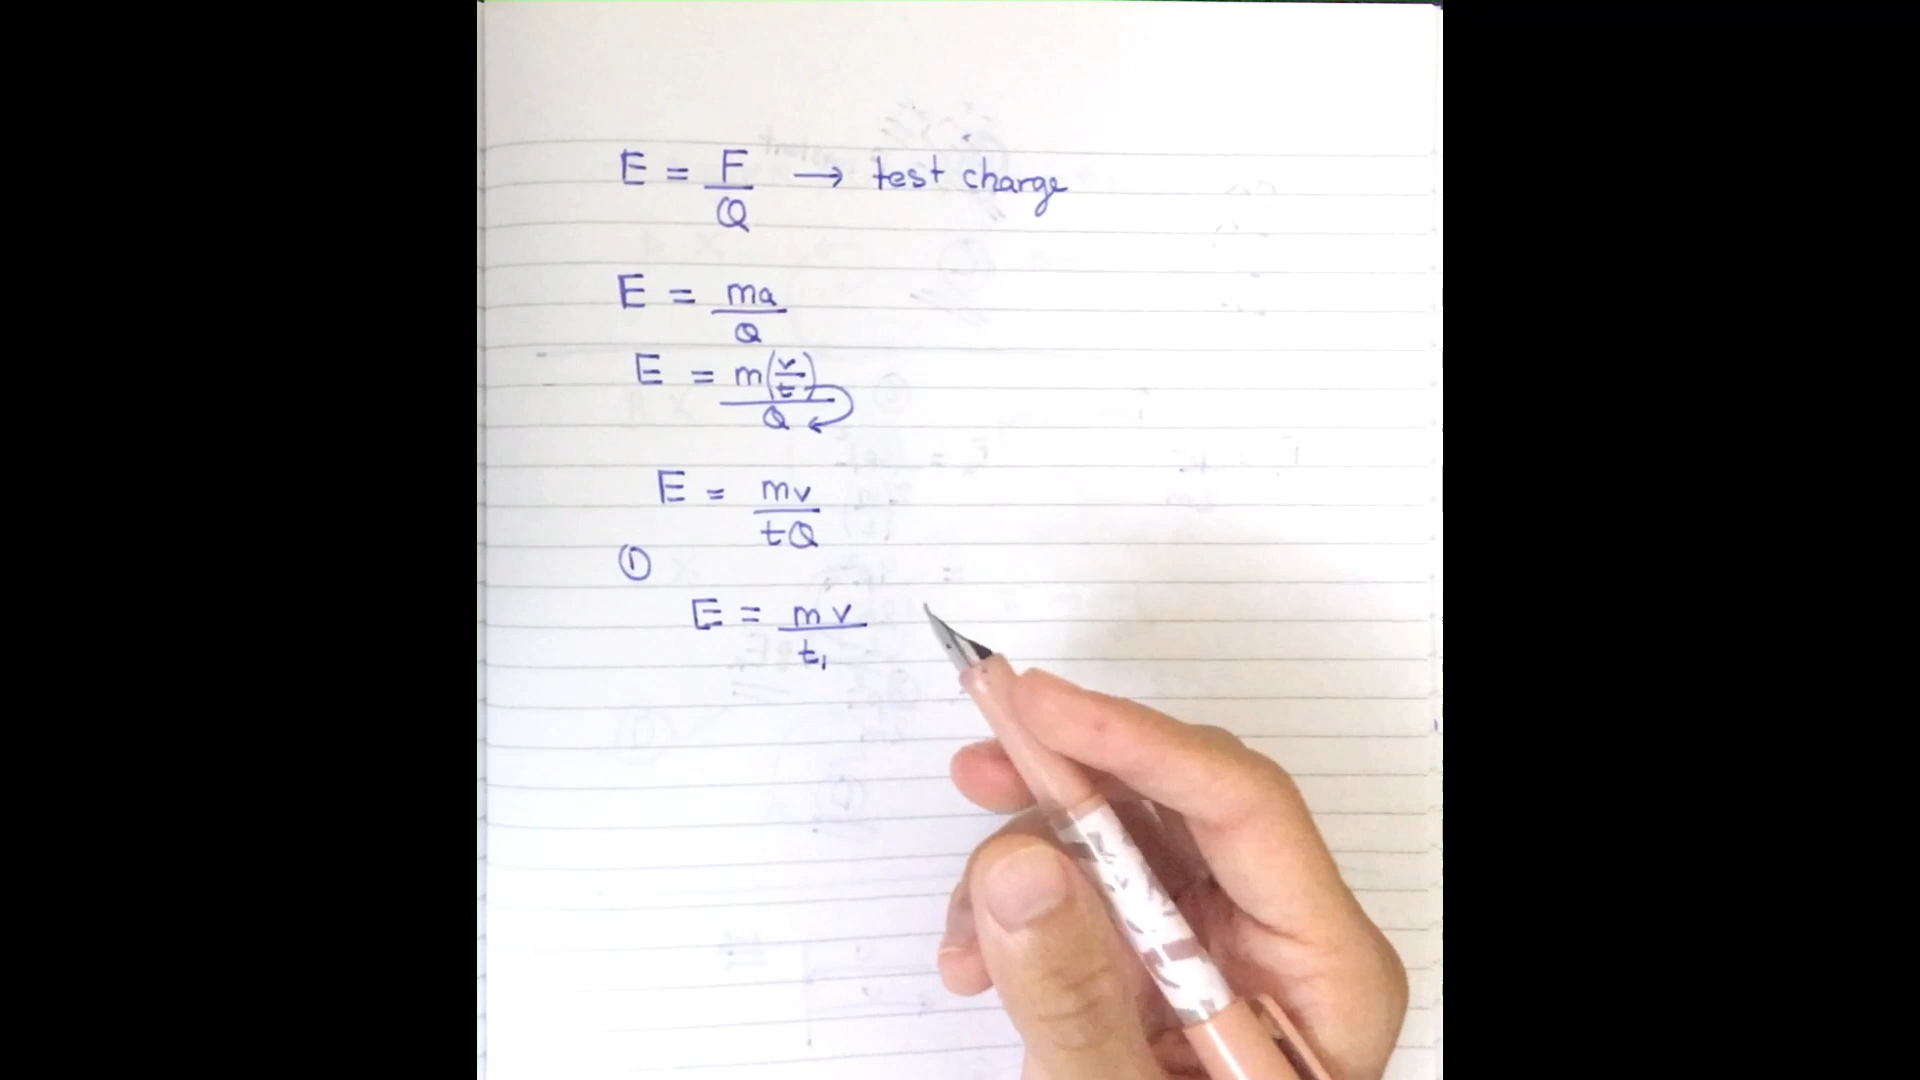 E = F/Q → test charge
E = ma/Q
E = m(v/t)/Q
E = mv/tQ
①
E = mv/t₁